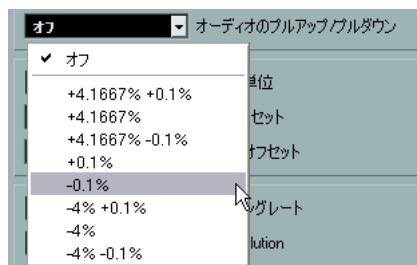 オフ オーディオのプルアップ/プルダウン
✔ オフ
+4.1667% +0.1%
+4.1667%
+4.1667% -0.1%
+0.1%
-0.1%
-4% +0.1%
-4%
-4% -0.1%
単位
セット
オフセット
グレート
lution